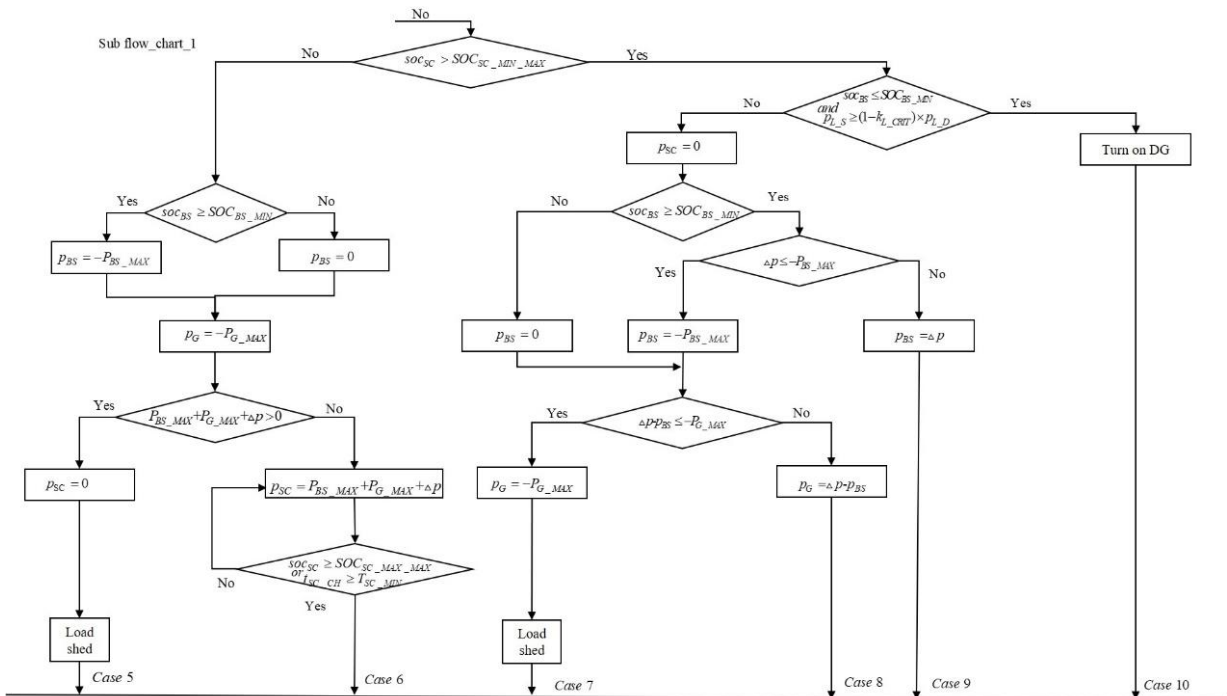 No
Sub flow_chart_1
No
soc_SC > SOC_SC_MIN_MAX
Yes
No
soc_BS ≤ SOC_BS_MIN
and
p_L_S ≥ (1−k_L_CRIT) × p_L_D
Yes
p_SC = 0
Turn on DG
Yes
soc_BS ≥ SOC_BS_MIN
No
No
soc_BS ≥ SOC_BS_MIN
Yes
p_BS = −P_BS_MAX
p_BS = 0
Yes
△p ≤ −P_BS_MAX
No
p_G = −P_G_MAX
p_BS = 0
p_BS = −P_BS_MAX
p_BS = △p
Yes
P_BS_MAX + P_G_MAX + △p > 0
No
Yes
△p-p_BS ≤ −P_G_MAX
No
p_SC = 0
p_SC = P_BS_MAX + P_G_MAX + △p
p_G = −P_G_MAX
p_G = △p-p_BS
soc_SC ≥ SOC_SC_MAX_MAX
or t_SC_CH ≥ T_SC_MIN
No
Yes
Load
shed
Load
shed
Case 5
Case 6
Case 7
Case 8
Case 9
Case 10